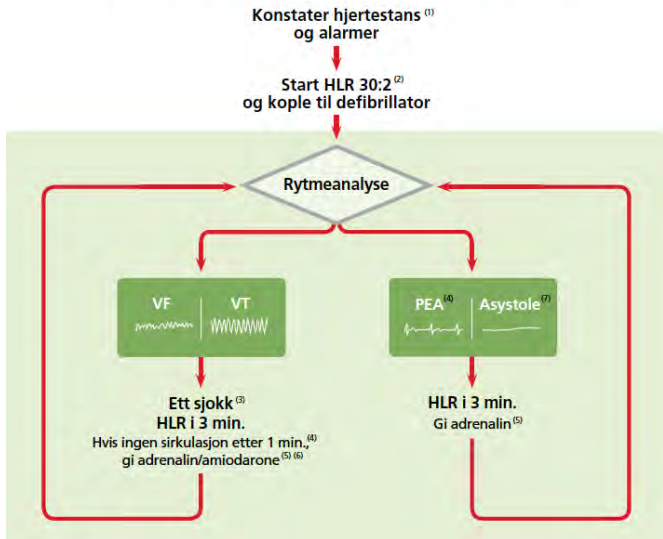 Konstater hjertestans (1)
og alarmer
Start HLR 30:2 (2)
og kople til defibrillator
Rytmeanalyse
VF VT
PEA(4) Asystole(7)
Ett sjokk (3)
HLR i 3 min.
Hvis ingen sirkulasjon etter 1 min.,(4)
gi adrenalin/amiodarone (5) (6)
HLR i 3 min.
Gi adrenalin (5)